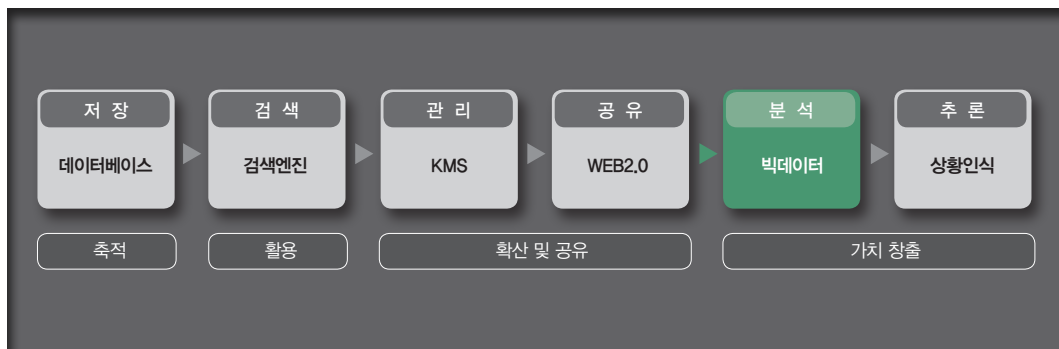 저 장
검 색
관 리
공 유
분 석
추 론
데이터베이스
검색엔진
KMS
WEB2.0
빅데이터
상황인식
축적
활용
확산 및 공유
가치 창출